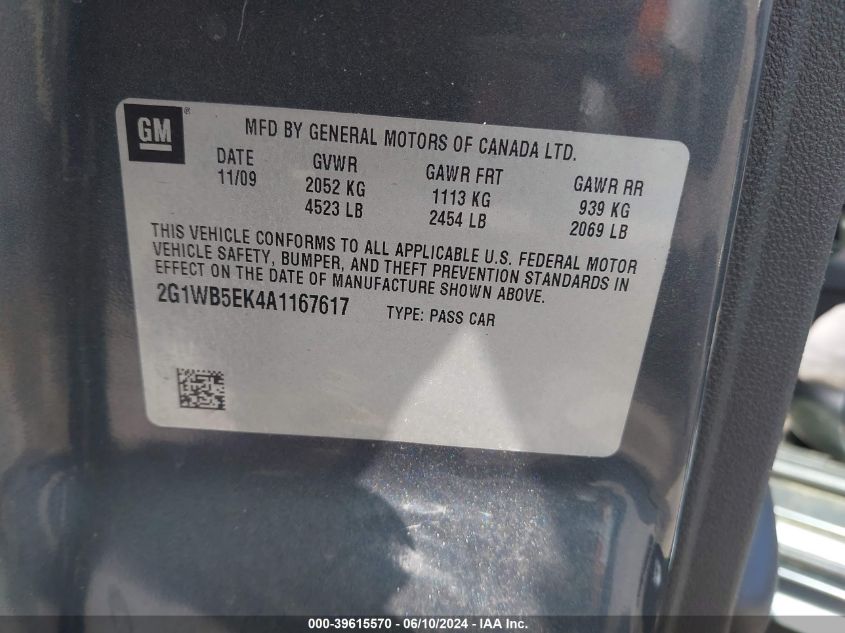 GM ®
MFD BY GENERAL MOTORS OF CANADA LTD.
DATE GVWR GAWR FRT GAWR RR
11/09 2052 KG 1113 KG 939 KG
4523 LB 2454 LB 2069 LB
THIS VEHICLE CONFORMS TO ALL APPLICABLE U.S. FEDERAL MOTOR
VEHICLE SAFETY, BUMPER, AND THEFT PREVENTION STANDARDS IN
EFFECT ON THE DATE OF MANUFACTURE SHOWN ABOVE.
2G1WB5EK4A1167617 TYPE: PASS CAR
000-39615570 - 06/10/2024 - IAA Inc.